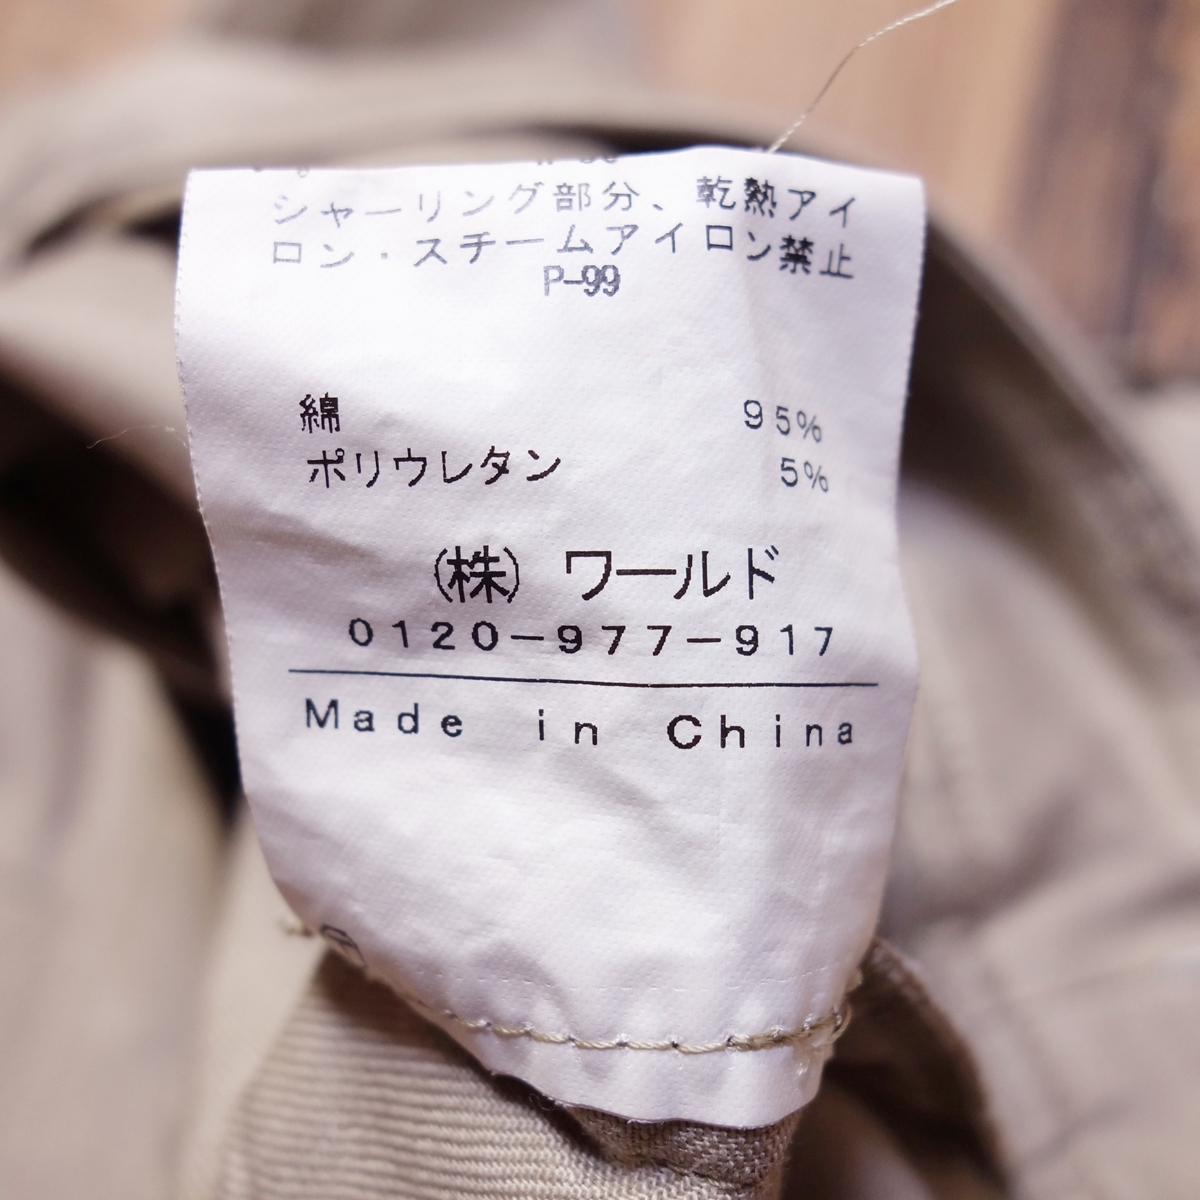 シャーリング部分、乾熱アイ
ロン・スチームアイロン禁止
P-99
綿 95%
ポリウレタン 5%
(株) ワールド
0120-977-917
Made in China